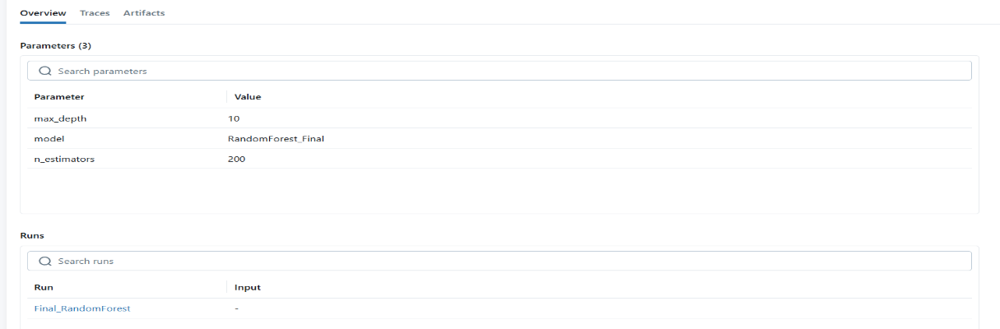 Overview Traces Artifacts
Parameters (3)
Search parameters
Parameter Value
max_depth 10
model RandomForest_Final
n_estimators 200
Runs
Search runs
Run Input
Final_RandomForest -